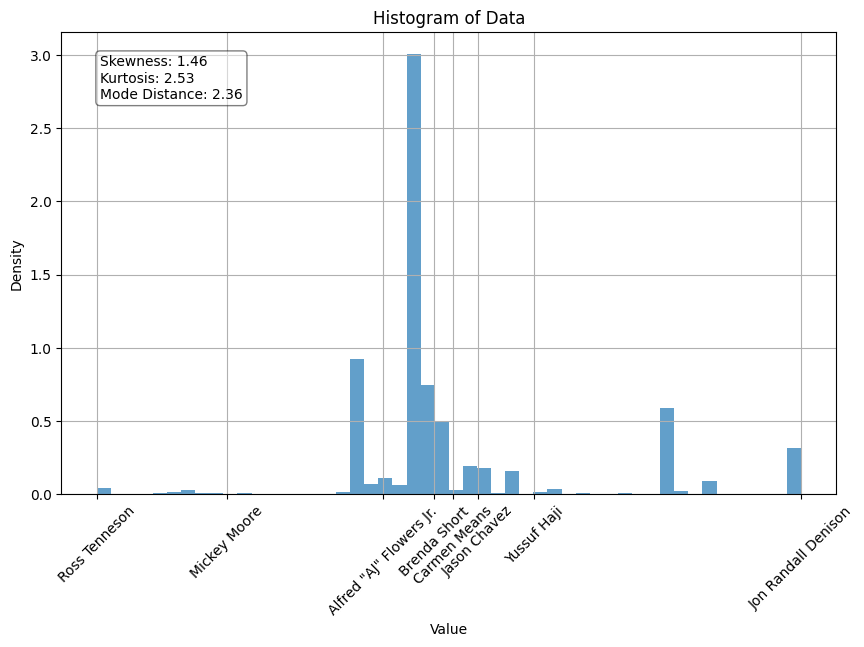 Histogram of Data
Skewness: 1.46
Kurtosis: 2.53
Mode Distance: 2.36
Density
3.0
2.5
2.0
1.5
1.0
0.5
0.0
Ross Tenneson
Mickey Moore
Alfred "AJ" Flowers Jr.
Brenda Short
Carmen Means
Jason Chavez
Yussuf Haji
Jon Randall Denison
Value